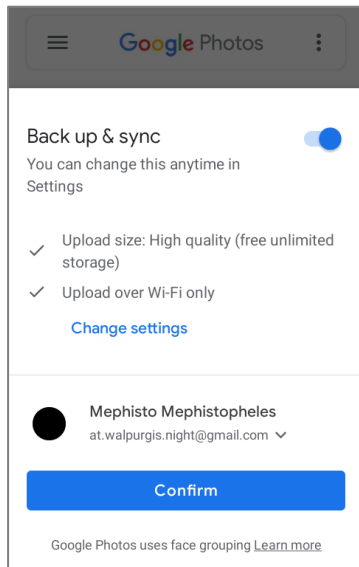 Google Photos
Back up & sync
You can change this anytime in
Settings
Upload size: High quality (free unlimited
storage)
Upload over Wi-Fi only
Change settings
Mephisto Mephistopheles
at.walpurgis.night@gmail.com
Confirm
Google Photos uses face grouping Learn more